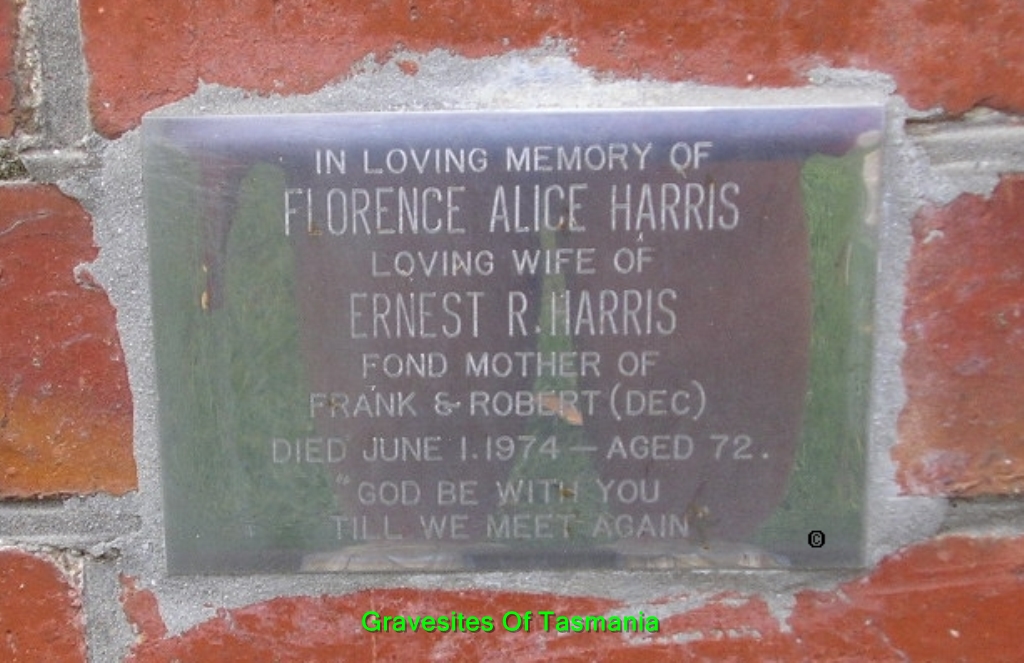 IN LOVING MEMORY OF
FLORENCE ALICE HARRIS
LOVING WIFE OF
ERNEST R. HARRIS
FOND MOTHER OF
FRANK & ROBERT (DEC)
DIED JUNE 1. 1974 — AGED 72.
"GOD BE WITH YOU
TILL WE MEET AGAIN"
©
Gravesites Of Tasmania